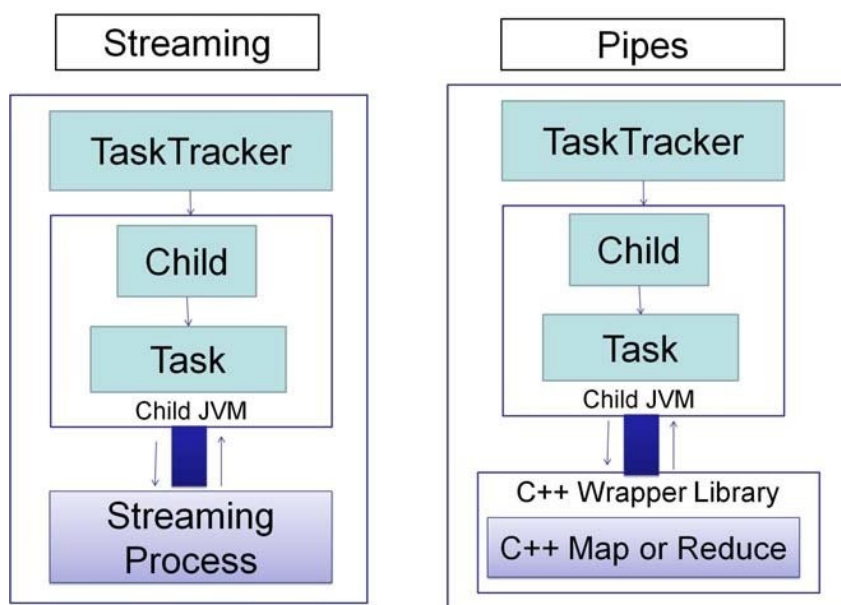 Streaming
TaskTracker
Child
Task
Child JVM
Streaming
Process
Pipes
TaskTracker
Child
Task
Child JVM
C++ Wrapper Library
C++ Map or Reduce